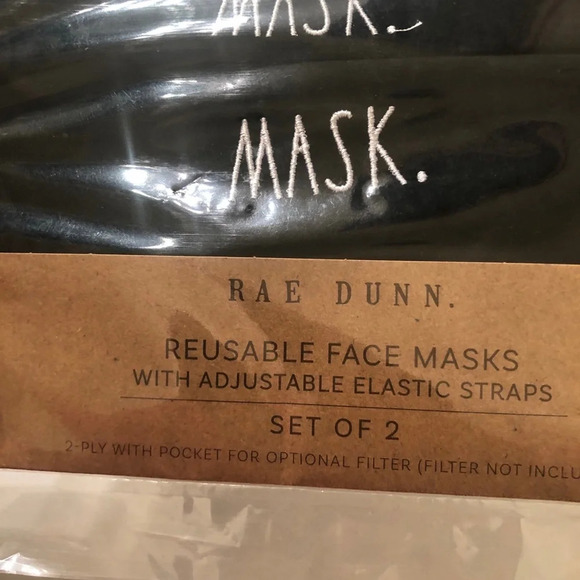 MASK.
MASK.
RAE DUNN.
REUSABLE FACE MASKS
WITH ADJUSTABLE ELASTIC STRAPS
SET OF 2
2-PLY WITH POCKET FOR OPTIONAL FILTER (FILTER NOT INCLU